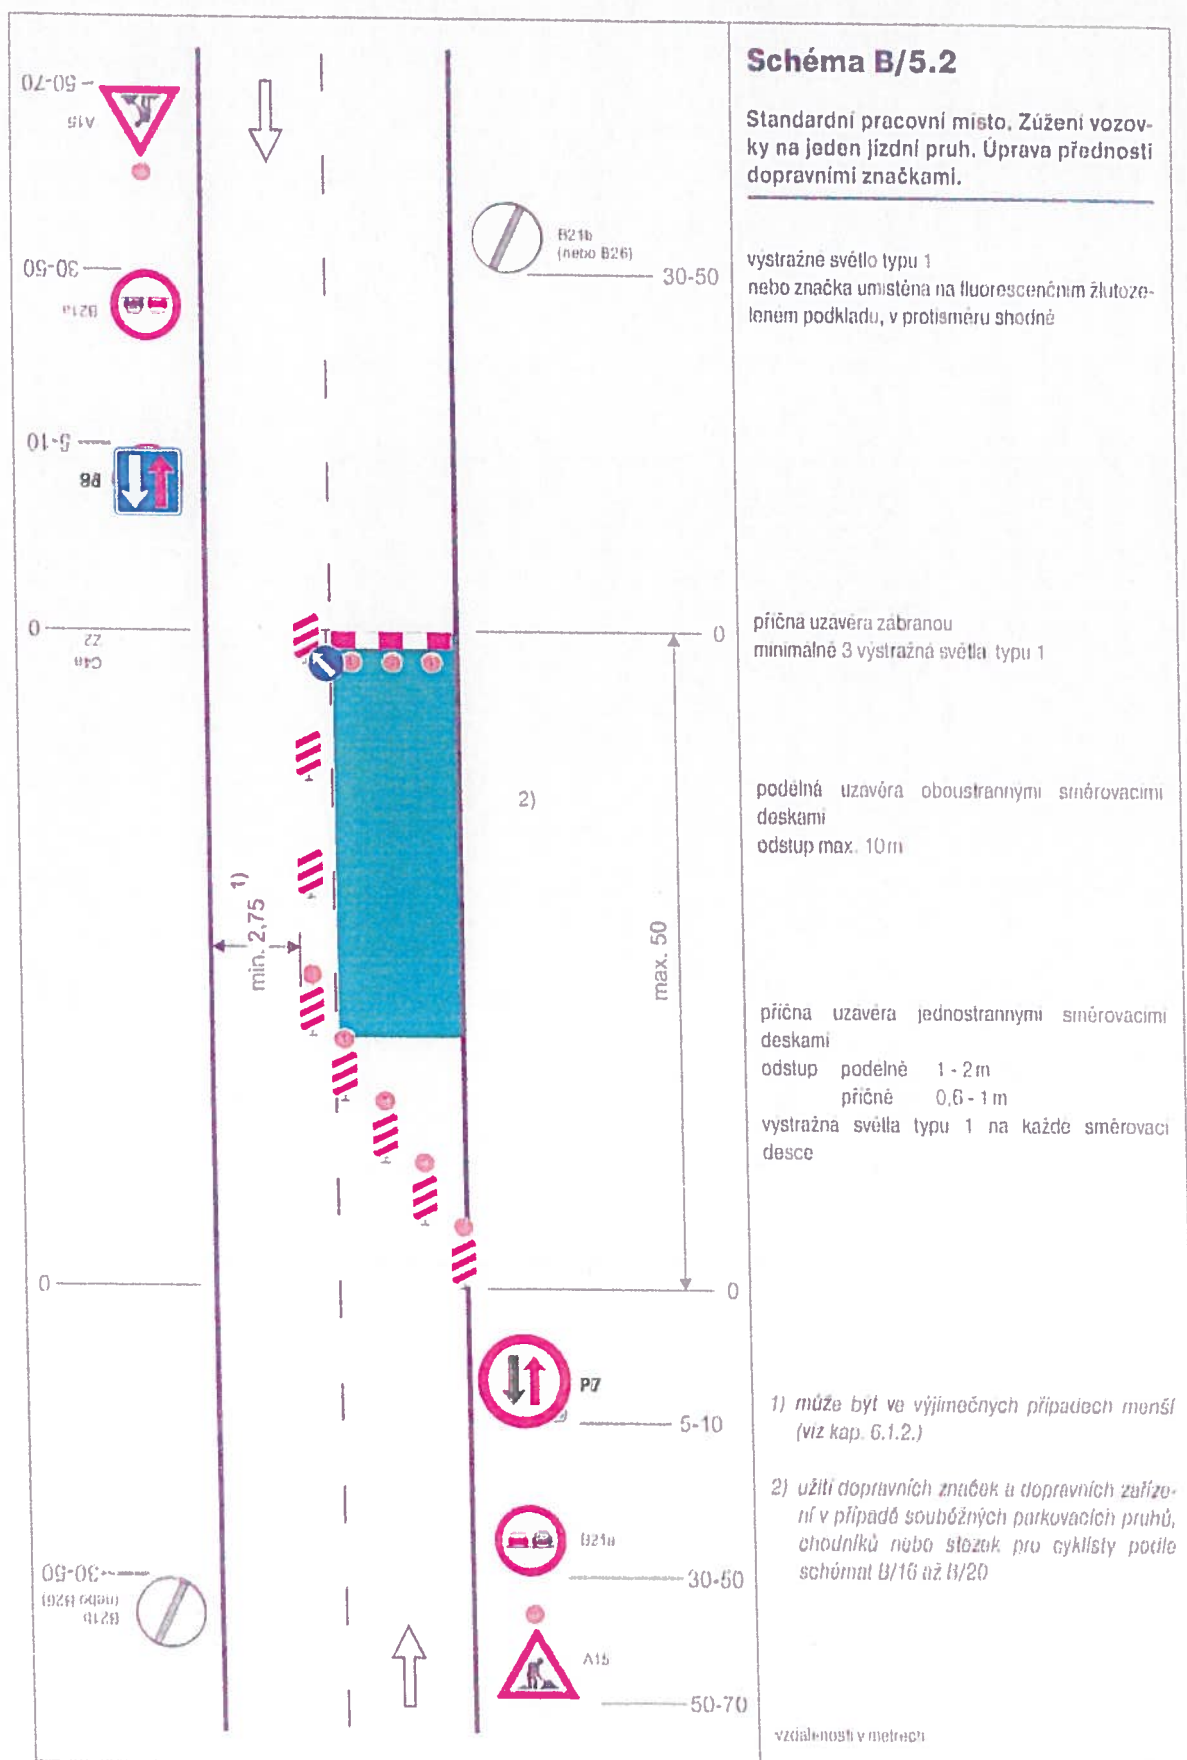 Schéma B/5.2
Standardní pracovní místo. Zúžení vozov-
ky na jeden jízdní pruh. Úprava přednosti
dopravními značkami.
výstražné světlo typu 1
nebo značka umístěna na fluorescenčním žlutoze-
leném podkladu, v protisměru shodně
příčná uzávěra zábranou
minimálně 3 výstražná světla typu 1
podélná uzávěra oboustrannými směrovacími
deskami
odstup max. 10 m
příčná uzávěra jednostrannými směrovacími
deskami
odstup podélně 1 - 2 m
příčně 0,6 - 1 m
výstražná světla typu 1 na každé směrovací
desce
1) může být ve výjimečných případech menší
(viz kap. 6.1.2.)
2) užití dopravních značek a dopravních zaříze-
ní v případě souběžných parkovacích pruhů,
chodníků nebo stezek pro cyklisty podle
schémat B/16 až B/20
vzdálenosti v metrech
50-70
A15
30-50
B21a
5-10
P8
0
Z2
C4a
0
30-50
B21b
(nebo B26)
B21b
(nebo B26)
30-50
0
2)
min. 2,75 1)
max. 50
0
P7
5-10
B21a
30-50
A15
50-70